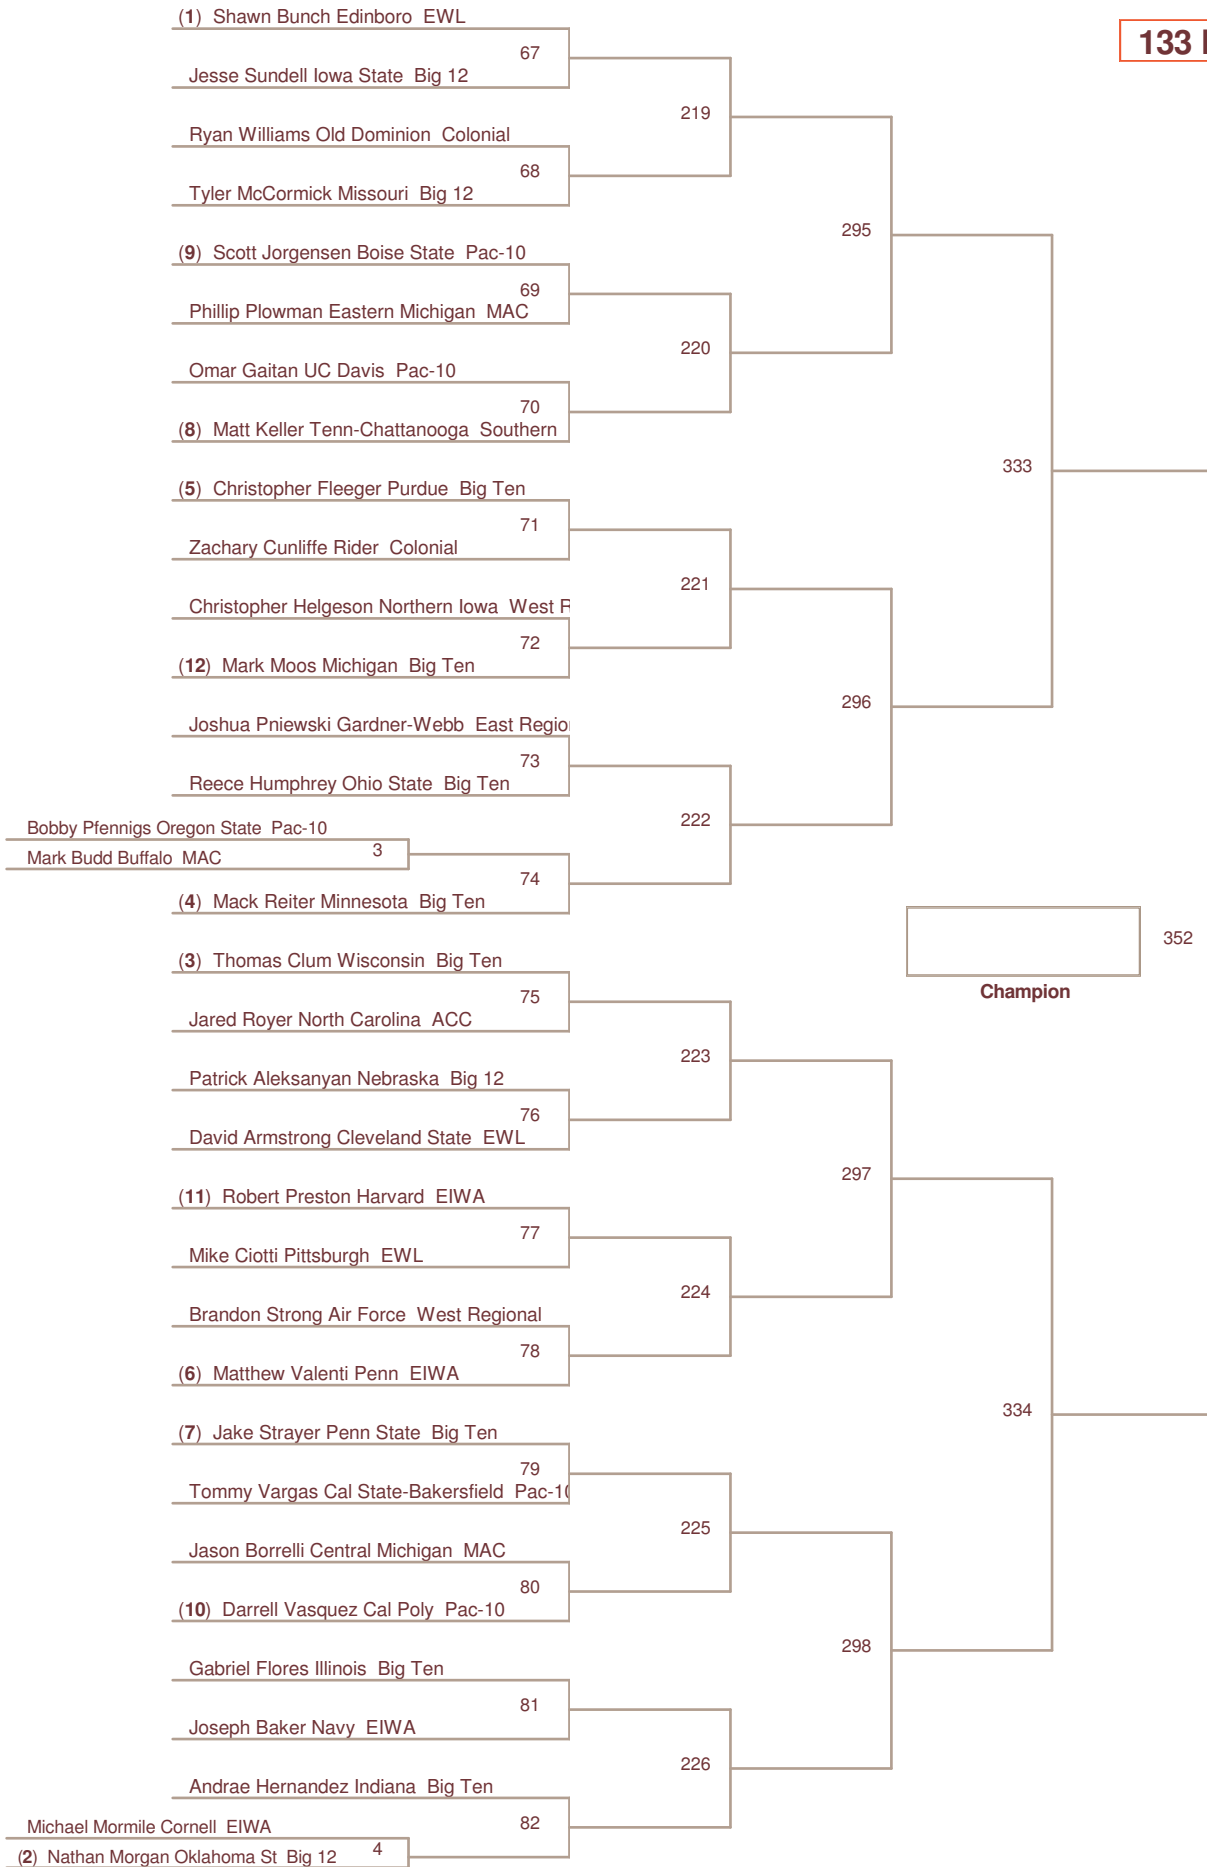 (1) Shawn Bunch Edinboro EWL
133
67
Jesse Sundell Iowa State Big 12
219
Ryan Williams Old Dominion Colonial
68
Tyler McCormick Missouri Big 12
295
(9) Scott Jorgensen Boise State Pac-10
69
Phillip Plowman Eastern Michigan MAC
220
Omar Gaitan UC Davis Pac-10
70
(8) Matt Keller Tenn-Chattanooga Southern
333
(5) Christopher Fleeger Purdue Big Ten
71
Zachary Cunliffe Rider Colonial
221
Christopher Helgeson Northern Iowa West R
72
(12) Mark Moos Michigan Big Ten
296
Joshua Pniewski Gardner-Webb East Regio
73
Reece Humphrey Ohio State Big Ten
222
Bobby Pfennigs Oregon State Pac-10
3
Mark Budd Buffalo MAC
74
(4) Mack Reiter Minnesota Big Ten
352
(3) Thomas Clum Wisconsin Big Ten
Champion
75
Jared Royer North Carolina ACC
223
Patrick Aleksanyan Nebraska Big 12
76
David Armstrong Cleveland State EWL
297
(11) Robert Preston Harvard EIWA
77
Mike Ciotti Pittsburgh EWL
224
Brandon Strong Air Force West Regional
78
(6) Matthew Valenti Penn EIWA
334
(7) Jake Strayer Penn State Big Ten
79
Tommy Vargas Cal State-Bakersfield Pac-10
225
Jason Borrelli Central Michigan MAC
80
(10) Darrell Vasquez Cal Poly Pac-10
298
Gabriel Flores Illinois Big Ten
81
Joseph Baker Navy EIWA
226
Andrae Hernandez Indiana Big Ten
82
Michael Mormile Cornell EIWA
4
(2) Nathan Morgan Oklahoma St Big 12